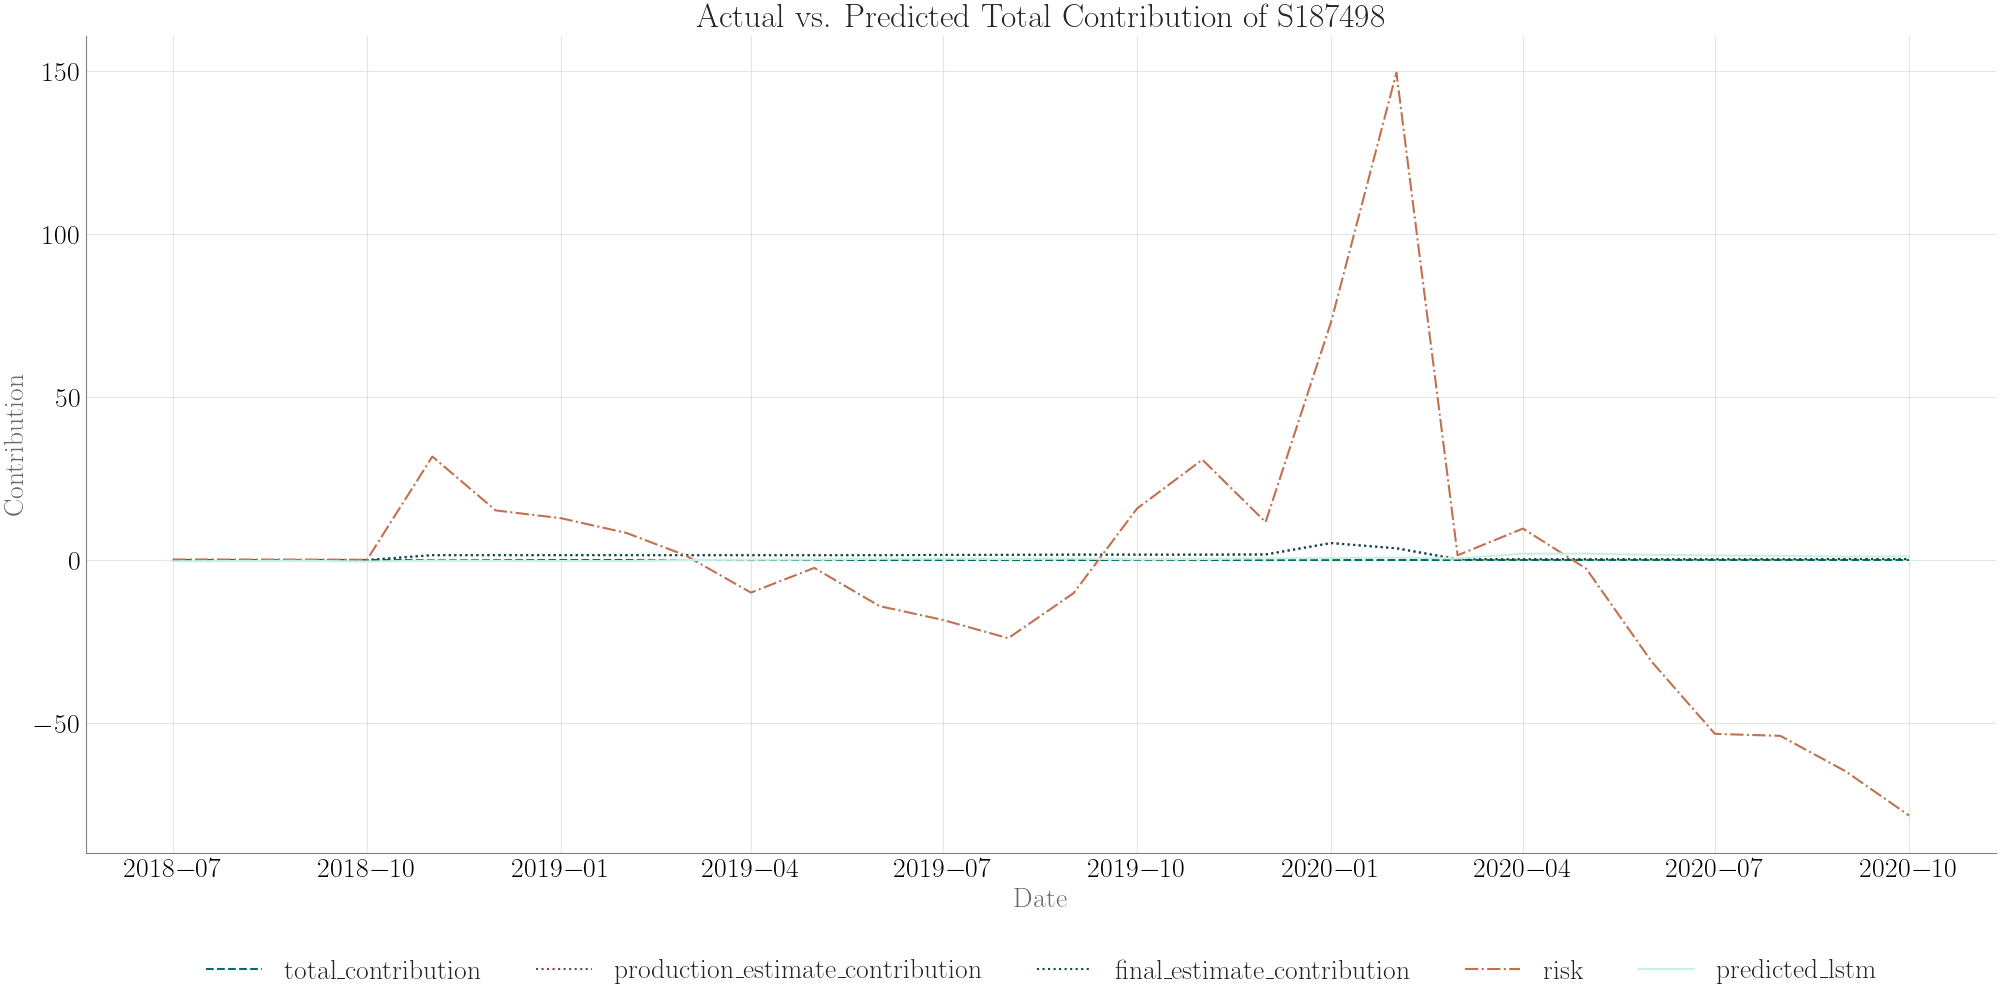 Actual vs. Predicted Total Contribution of S187498
150
100
50
0
−50
Contribution
2018−07 2018−10 2019−01 2019−04 2019−07 2019−10 2020−01 2020−04 2020−07 2020−10
Date
total_contribution production_estimate_contribution final_estimate_contribution risk predicted_lstm